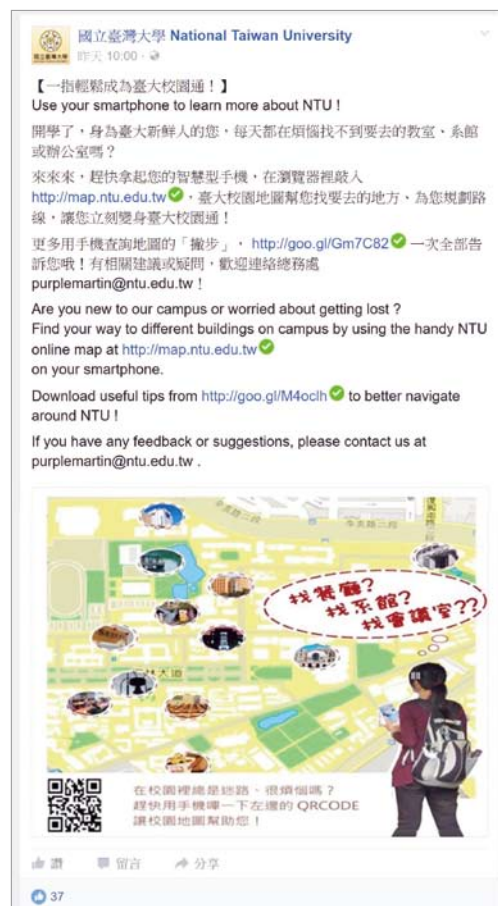 國立臺灣大學 National Taiwan University
昨天 10:00
【一指輕鬆成為臺大校園通！】
Use your smartphone to learn more about NTU !
開學了，身為臺大新鮮人的您，每天都在煩惱找不到要去的教室、系館
或辦公室嗎？
來來來，趕快拿起您的智慧型手機，在瀏覽器裡敲入
http://map.ntu.edu.tw ，臺大校園地圖幫您找要去的地方、為您規劃路
線，讓您立刻變身臺大校園通！
更多用手機查詢地圖的「撇步」， http://goo.gl/Gm7C82 一次全部告
訴您哦！有相關建議或疑問，歡迎連絡總務處
purplemartin@ntu.edu.tw！
Are you new to our campus or worried about getting lost ?
Find your way to different buildings on campus by using the handy NTU
online map at http://map.ntu.edu.tw
on your smartphone.
Download useful tips from http://goo.gl/M4oclh to better navigate
around NTU !
If you have any feedback or suggestions, please contact us at
purplemartin@ntu.edu.tw .
找餐廳?
找系館?
找會議室??
在校園裡總是迷路、很煩惱嗎？
趕快用手機嗶一下左邊的 QRCODE
讓校園地圖幫助您！
讚 留言 分享
37